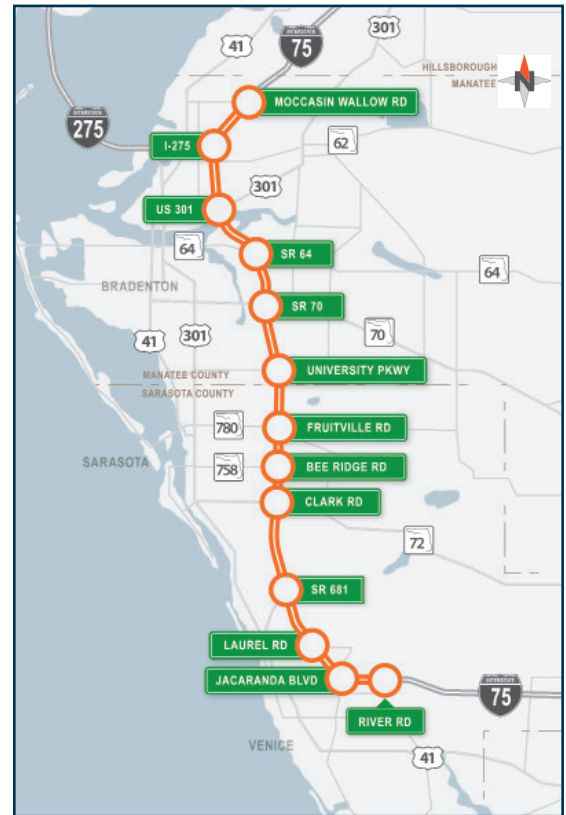 41
75
301
HILLSBOROUGH
MANATEE
N
MOCCASIN WALLOW RD
275
I-275
62
301
US 301
64
SR 64
64
BRADENTON
SR 70
41
301
70
UNIVERSITY PKWY
MANATEE COUNTY
SARASOTA COUNTY
780
FRUITVILLE RD
SARASOTA
758
BEE RIDGE RD
CLARK RD
72
SR 681
LAUREL RD
JACARANDA BLVD
75
RIVER RD
VENICE
41